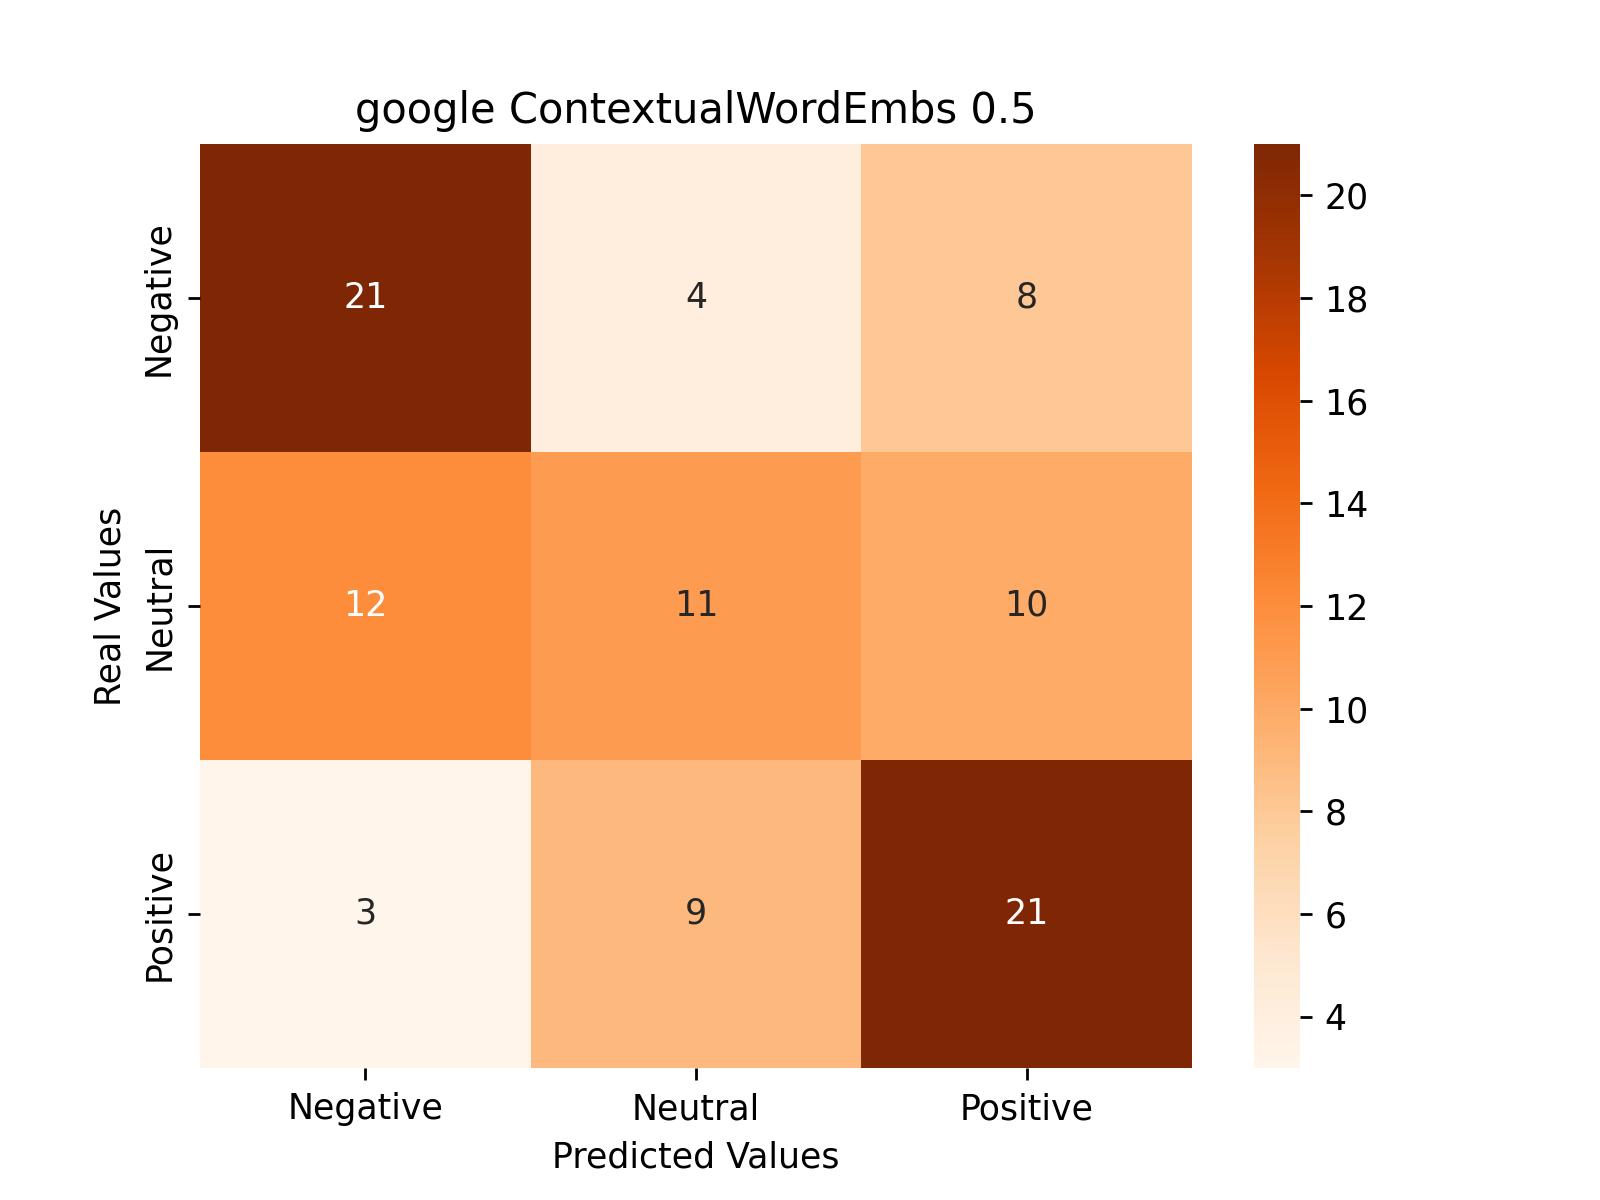 google ContextualWordEmbs 0.5
Real Values
Negative
21
4
8
Neutral
12
11
10
Positive
3
9
21
Negative
Neutral
Positive
Predicted Values
20
18
16
14
12
10
8
6
4